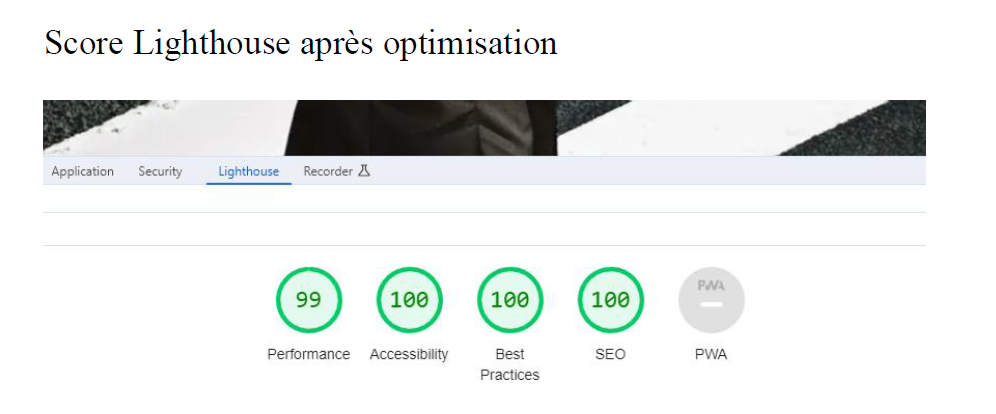 Score Lighthouse après optimisation
Application Security Lighthouse Recorder
99 100 100 100 PWA
Performance Accessibility Best Practices SEO PWA